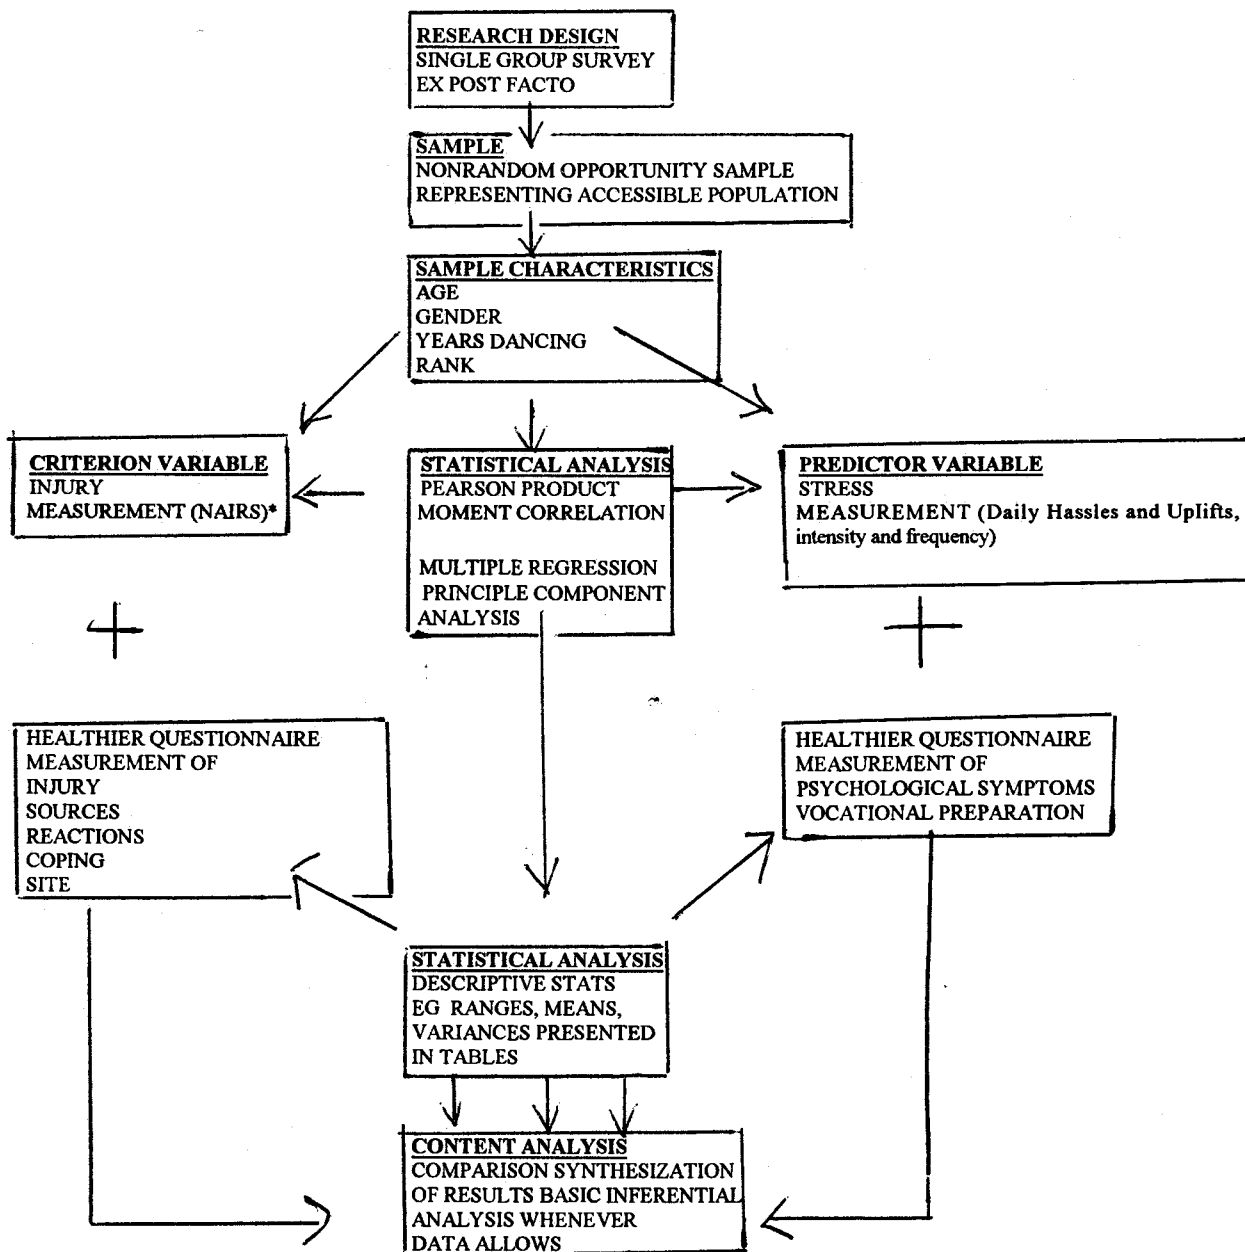 RESEARCH DESIGN
SINGLE GROUP SURVEY
EX POST FACTO
SAMPLE
NONRANDOM OPPORTUNITY SAMPLE
REPRESENTING ACCESSIBLE POPULATION
SAMPLE CHARACTERISTICS
AGE
GENDER
YEARS DANCING
RANK
CRITERION VARIABLE
INJURY
MEASUREMENT (NAIRS)*
STATISTICAL ANALYSIS
PEARSON PRODUCT
MOMENT CORRELATION
MULTIPLE REGRESSION
PRINCIPLE COMPONENT
ANALYSIS
PREDICTOR VARIABLE
STRESS
MEASUREMENT (Daily Hassles and Uplifts,
intensity and frequency)
+
+
HEALTHIER QUESTIONNAIRE
MEASUREMENT OF
INJURY
SOURCES
REACTIONS
COPING
SITE
HEALTHIER QUESTIONNAIRE
MEASUREMENT OF
PSYCHOLOGICAL SYMPTOMS
VOCATIONAL PREPARATION
STATISTICAL ANALYSIS
DESCRIPTIVE STATS
EG RANGES, MEANS,
VARIANCES PRESENTED
IN TABLES
CONTENT ANALYSIS
COMPARISON SYNTHESIZATION
OF RESULTS BASIC INFERENTIAL
ANALYSIS WHENEVER
DATA ALLOWS